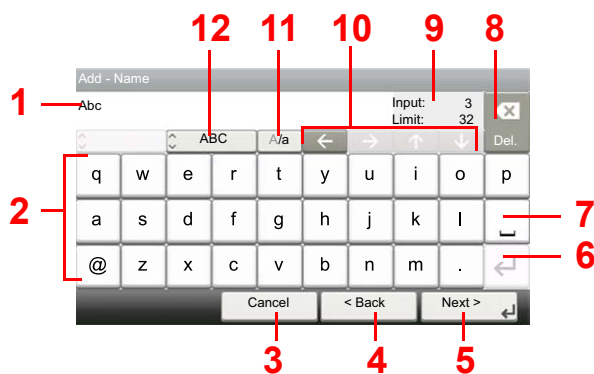 12 11 10 9 8
Add - Name
1 Abc Input: 3
Limit: 32
ABC A/a ← → ↑ ↓ Del.
2 q w e r t y u i o p
a s d f g h j k l 7
@ z x c v b n m . 6
Cancel < Back Next >
3 4 5